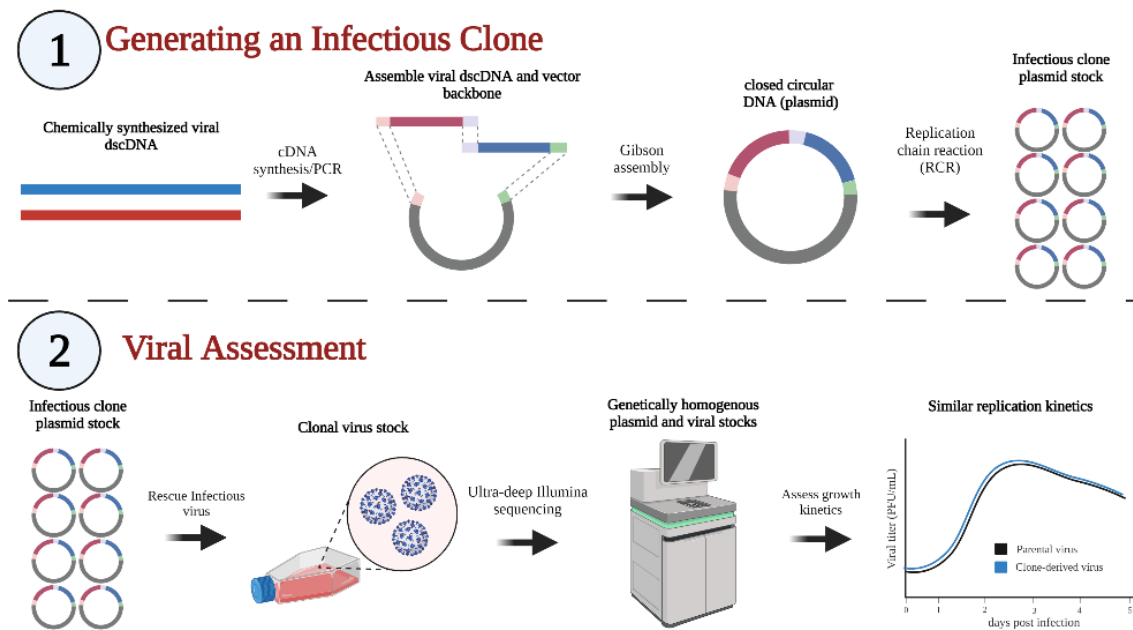 1
Generating an Infectious Clone
Chemically synthesized viral
dscDNA
cDNA
synthesis/PCR
Assemble viral dscDNA and vector
backbone
Gibson
assembly
closed circular
DNA (plasmid)
Replication
chain reaction
(RCR)
Infectious clone
plasmid stock
2
Viral Assessment
Infectious clone
plasmid stock
Rescue Infectious
virus
Clonal virus stock
Ultra-deep Illumina
sequencing
Genetically homogenous
plasmid and viral stocks
Assess growth
kinetics
Similar replication kinetics
Viral titer (PFU/mL)
Parental virus
Clone-derived virus
0 1 2 3 4 5
days post infection